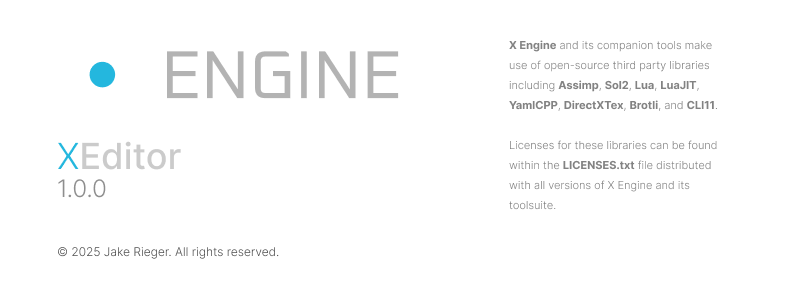 ENGINE
XEditor
1.0.0
© 2025 Jake Rieger. All rights reserved.
X Engine and its companion tools make
use of open-source third party libraries
including Assimp, Sol2, Lua, LuaJIT,
YamlCPP, DirectXTex, Brotli, and CLI11.
Licenses for these libraries can be found
within the LICENSES.txt file distributed
with all versions of X Engine and its
toolsuite.